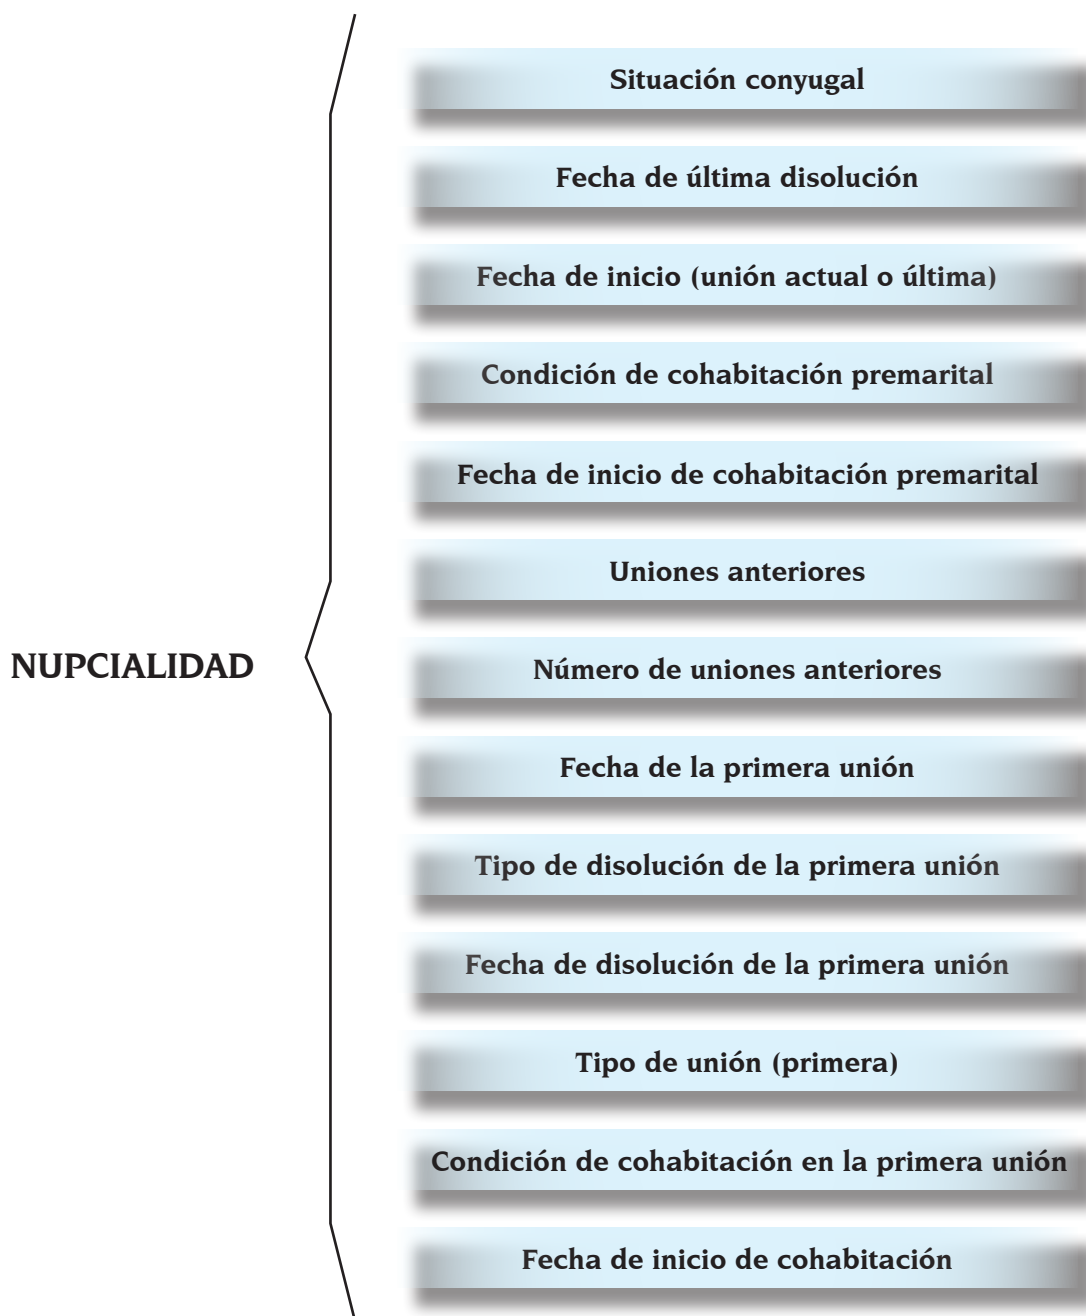 Situación conyugal
Fecha de última disolución
Fecha de inicio (unión actual o última)
Condición de cohabitación premarital
Fecha de inicio de cohabitación premarital
Uniones anteriores
NUPCIALIDAD
Número de uniones anteriores
Fecha de la primera unión
Tipo de disolución de la primera unión
Fecha de disolución de la primera unión
Tipo de unión (primera)
Condición de cohabitación en la primera unión
Fecha de inicio de cohabitación